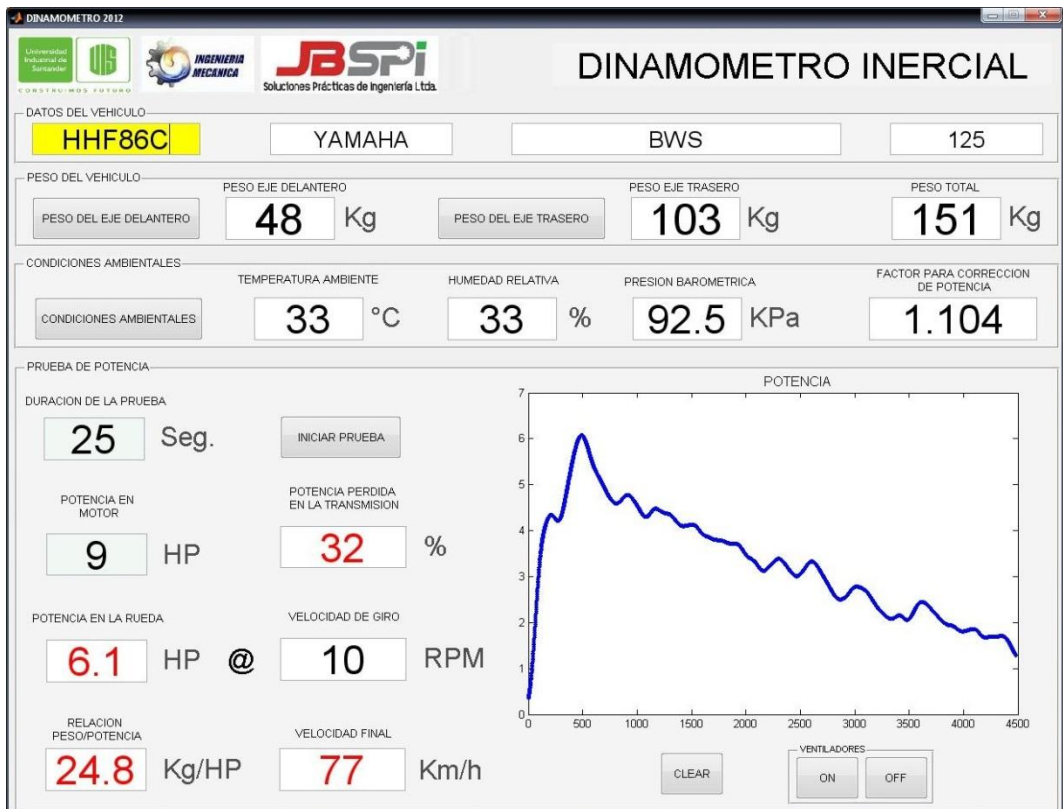 DINAMOMETRO 2012
Universidad
Industrial de
Santander
UIS
CONSTRUIMOS FUTURO
INGENIERIA
MECANICA
JBSPi
Soluciones Prácticas de Ingeniería Ltda.
DINAMOMETRO INERCIAL
DATOS DEL VEHICULO
HHF86C YAMAHA BWS 125
PESO DEL VEHICULO
PESO EJE DELANTERO PESO EJE TRASERO PESO TOTAL
PESO DEL EJE DELANTERO 48 Kg PESO DEL EJE TRASERO 103 Kg 151 Kg
CONDICIONES AMBIENTALES
TEMPERATURA AMBIENTE HUMEDAD RELATIVA PRESION BAROMETRICA FACTOR PARA CORRECCION
DE POTENCIA
CONDICIONES AMBIENTALES 33 °C 33 % 92.5 KPa 1.104
PRUEBA DE POTENCIA
DURACION DE LA PRUEBA
25 Seg. INICIAR PRUEBA
POTENCIA EN
MOTOR
9 HP
POTENCIA PERDIDA
EN LA TRANSMISION
32 %
POTENCIA EN LA RUEDA
6.1 HP @
VELOCIDAD DE GIRO
10 RPM
RELACION
PESO/POTENCIA
24.8 Kg/HP
VELOCIDAD FINAL
77 Km/h
POTENCIA
7
6
5
4
3
2
1
0
0 500 1000 1500 2000 2500 3000 3500 4000 4500
CLEAR
VENTILADORES
ON OFF